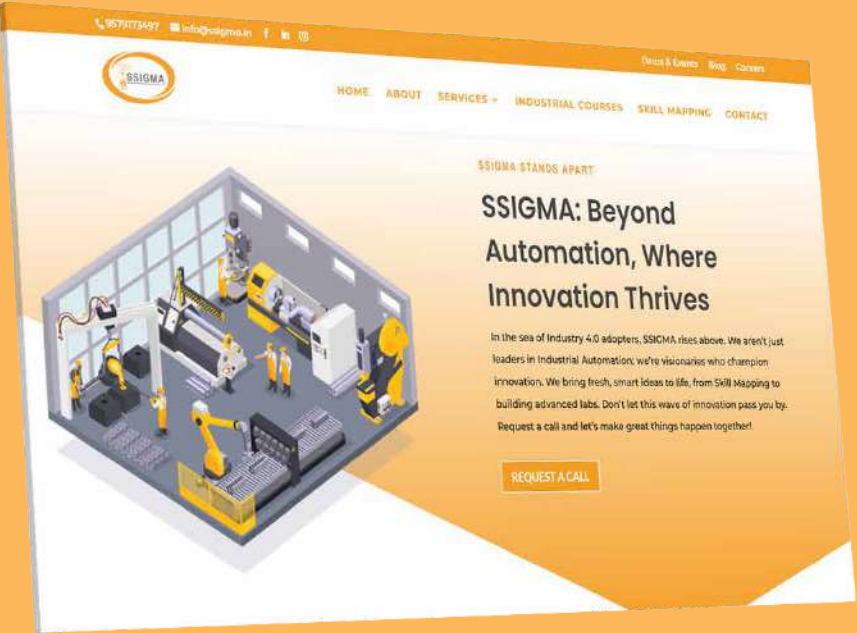 9579173497 info@ssigma.in f in
News & Events Blog Careers
SSIGMA
HOME ABOUT SERVICES INDUSTRIAL COURSES SKILL MAPPING CONTACT
SSIGMA STANDS APART
SSIGMA: Beyond
Automation, Where
Innovation Thrives
In the sea of Industry 4.0 adopters, SSIGMA rises above. We aren't just
leaders in Industrial Automation; we're visionaries who champion
innovation. We bring fresh, smart ideas to life, from Skill Mapping to
building advanced labs. Don't let this wave of innovation pass you by.
Request a call and let's make great things happen together!
REQUEST A CALL